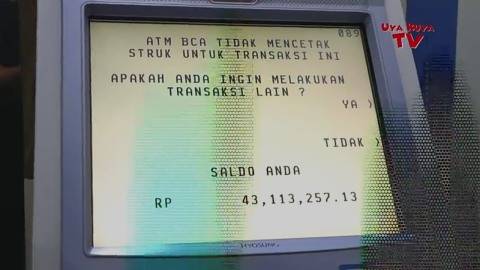 UYA KUYA
TV
089
ATM BCA TIDAK MENCETAK
STRUK UNTUK TRANSAKSI INI
APAKAH ANDA INGIN MELAKUKAN
TRANSAKSI LAIN ?
YA )
TIDAK )
SALDO ANDA
RP 43,113,257.13
HYOSUNG